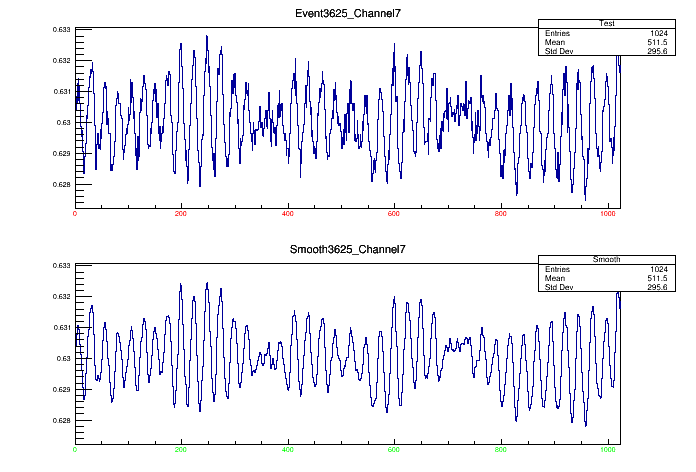 Event3625_Channel7
Test
Entries 1024
Mean 511.5
Std Dev 295.6
0.633
0.632
0.631
0.63
0.629
0.628
0 200 400 600 800 1000
Smooth3625_Channel7
Smooth
Entries 1024
Mean 511.5
Std Dev 295.6
0.633
0.632
0.631
0.63
0.629
0.628
0 200 400 600 800 1000